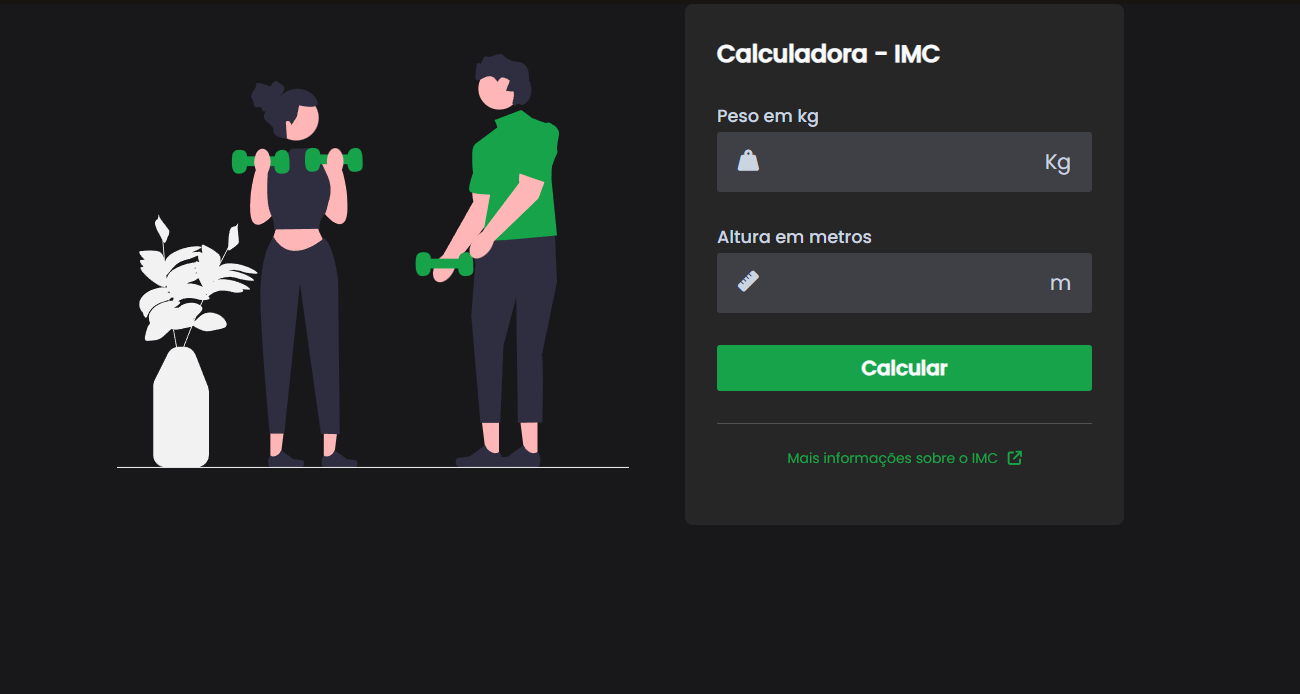 Calculadora - IMC
Peso em kg
Kg
Altura em metros
m
Calcular
Mais informações sobre o IMC